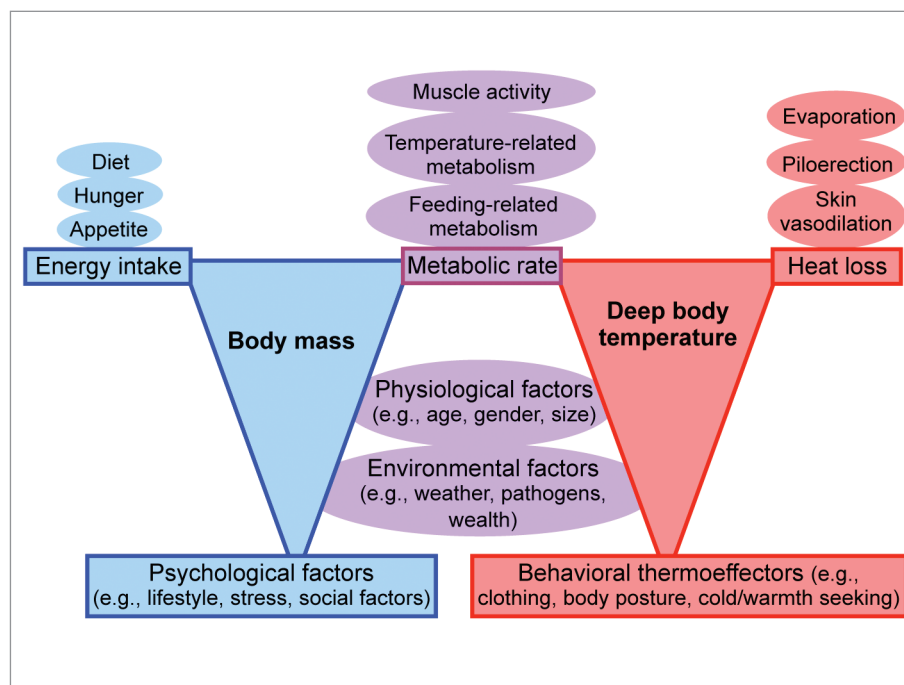 Muscle activity
Evaporation
Temperature-related
metabolism
Diet
Piloerection
Hunger
Feeding-related
metabolism
Skin
vasodilation
Appetite
Energy intake
Metabolic rate
Heat loss
Body mass
Deep body
temperature
Physiological factors
(e.g., age, gender, size)
Environmental factors
(e.g., weather, pathogens,
wealth)
Psychological factors
(e.g., lifestyle, stress, social factors)
Behavioral thermoeffectors (e.g.,
clothing, body posture, cold/warmth seeking)